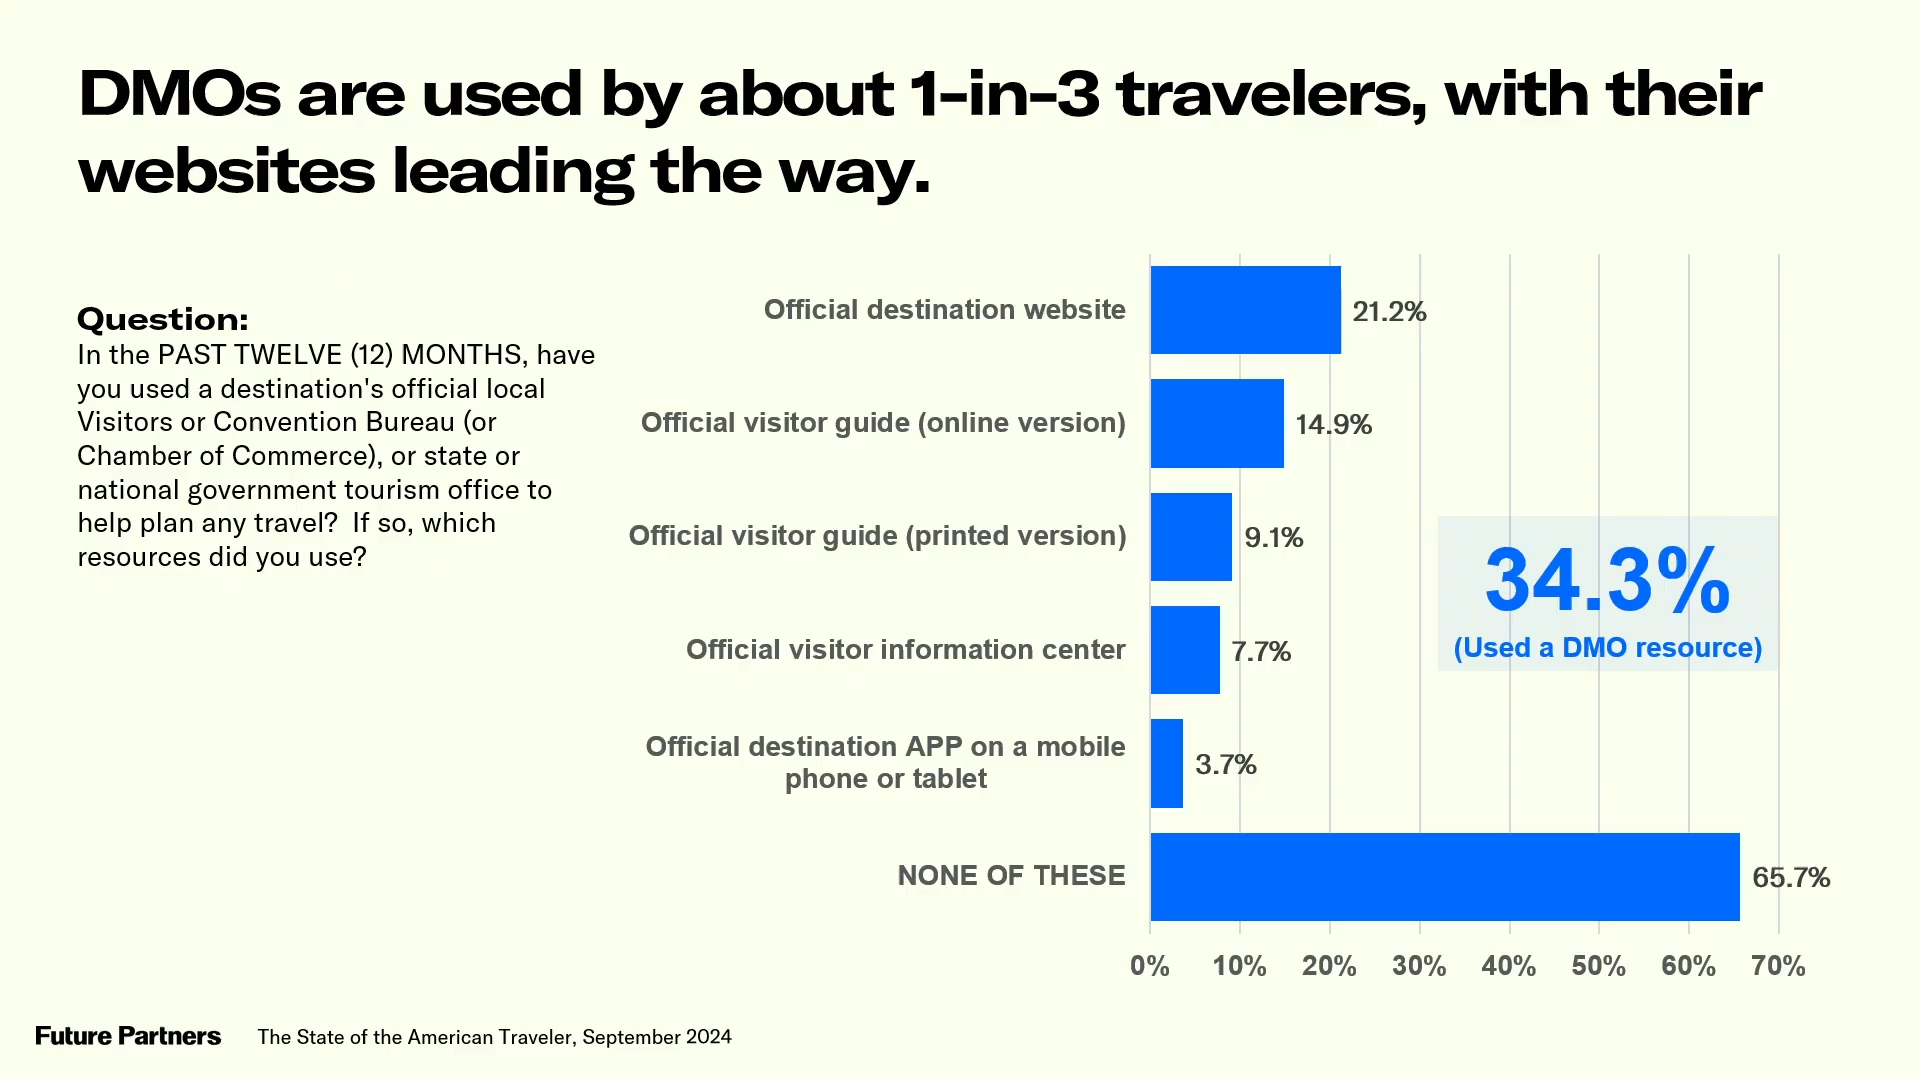 DMOs are used by about 1-in-3 travelers, with their
websites leading the way.
Question:
In the PAST TWELVE (12) MONTHS, have
you used a destination's official local
Visitors or Convention Bureau (or
Chamber of Commerce), or state or
national government tourism office to
help plan any travel?  If so, which
resources did you use?
Official destination website
21.2%
Official visitor guide (online version)
14.9%
Official visitor guide (printed version)
9.1%
Official visitor information center
7.7%
Official destination APP on a mobile
phone or tablet
3.7%
NONE OF THESE
65.7%
34.3%
(Used a DMO resource)
0% 10% 20% 30% 40% 50% 60% 70%
Future Partners
The State of the American Traveler, September 2024